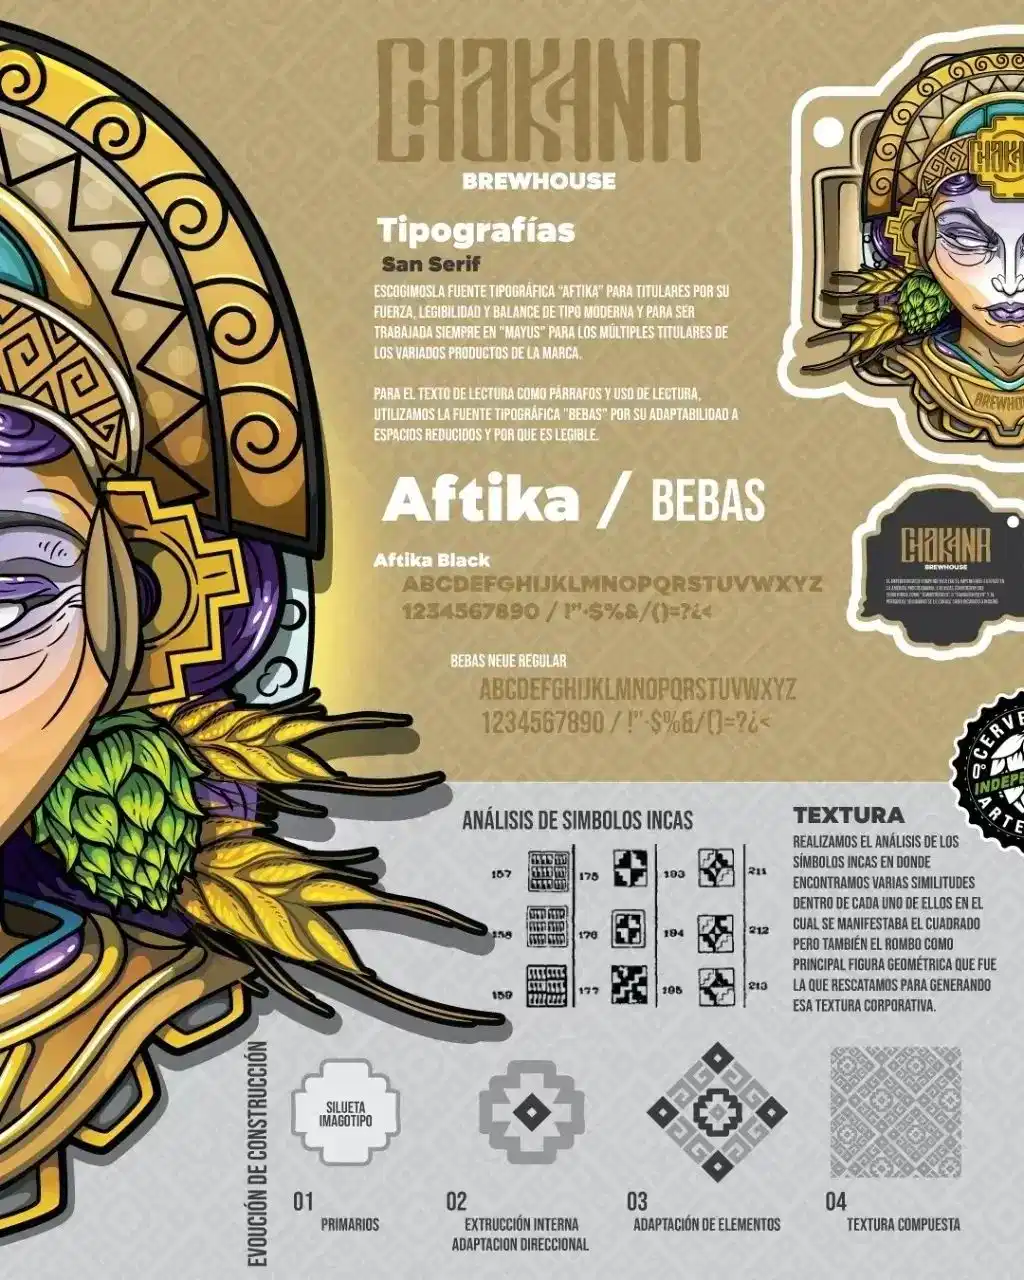 CHAKANA
BREWHOUSE
Tipografías
San Serif
ESCOGIMOSLA FUENTE TIPOGRÁFICA "AFTIKA" PARA TITULARES POR SU
FUERZA, LEGIBILIDAD Y BALANCE DE TIPO MODERNA Y PARA SER
TRABAJADA SIEMPRE EN "MAYUS" PARA LOS MÚLTIPLES TITULARES DE
LOS VARIADOS PRODUCTOS DE LA MARCA.
PARA EL TEXTO DE LECTURA COMO PÁRRAFOS Y USO DE LECTURA,
UTILIZAMOS LA FUENTE TIPOGRÁFICA "BEBAS" POR SU ADAPTABILIDAD A
ESPACIOS REDUCIDOS Y POR QUE ES LEGIBLE.
Aftika / BEBAS
Aftika Black
ABCDEFGHIJKLMNOPQRSTUVWXYZ
1234567890 / !"·$%&/()=?¿<
BEBAS NEUE REGULAR
ABCDEFGHIJKLMNOPQRSTUVWXYZ
1234567890 / !"·$%&/()=?¿<
CHAKANA
BREWHOUSE
CERVE
INDEPE
ARTE
ANÁLISIS DE SIMBOLOS INCAS
157 175 193 211
158 176 194 212
159 177 195 213
TEXTURA
REALIZAMOS EL ANÁLISIS DE LOS
SÍMBOLOS INCAS EN DONDE
ENCONTRAMOS VARIAS SIMILITUDES
DENTRO DE CADA UNO DE ELLOS EN EL
CUAL SE MANIFESTABA EL CUADRADO
PERO TAMBIÉN EL ROMBO COMO
PRINCIPAL FIGURA GEOMÉTRICA QUE FUE
LA QUE RESCATAMOS PARA GENERANDO
ESA TEXTURA CORPORATIVA.
EVOUCIÓN DE CONSTRUCCIÓN
SILUETA
IMAGOTIPO
01
PRIMARIOS
02
EXTRUCCIÓN INTERNA
ADAPTACION DIRECCIONAL
03
ADAPTACIÓN DE ELEMENTOS
04
TEXTURA COMPUESTA